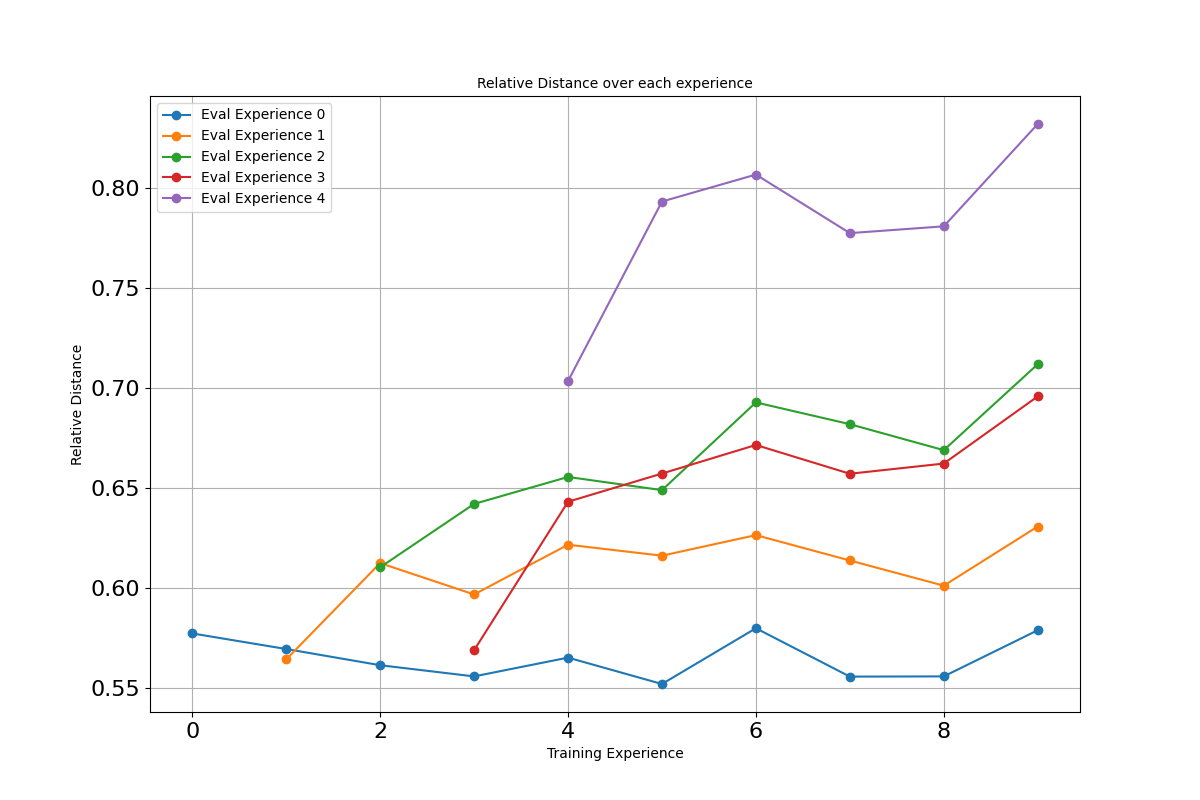 Relative Distance over each experience
Eval Experience 0
Eval Experience 1
Eval Experience 2
Eval Experience 3
Eval Experience 4
0.80
0.75
0.70
0.65
0.60
0.55
Relative Distance
0 2 4 6 8
Training Experience